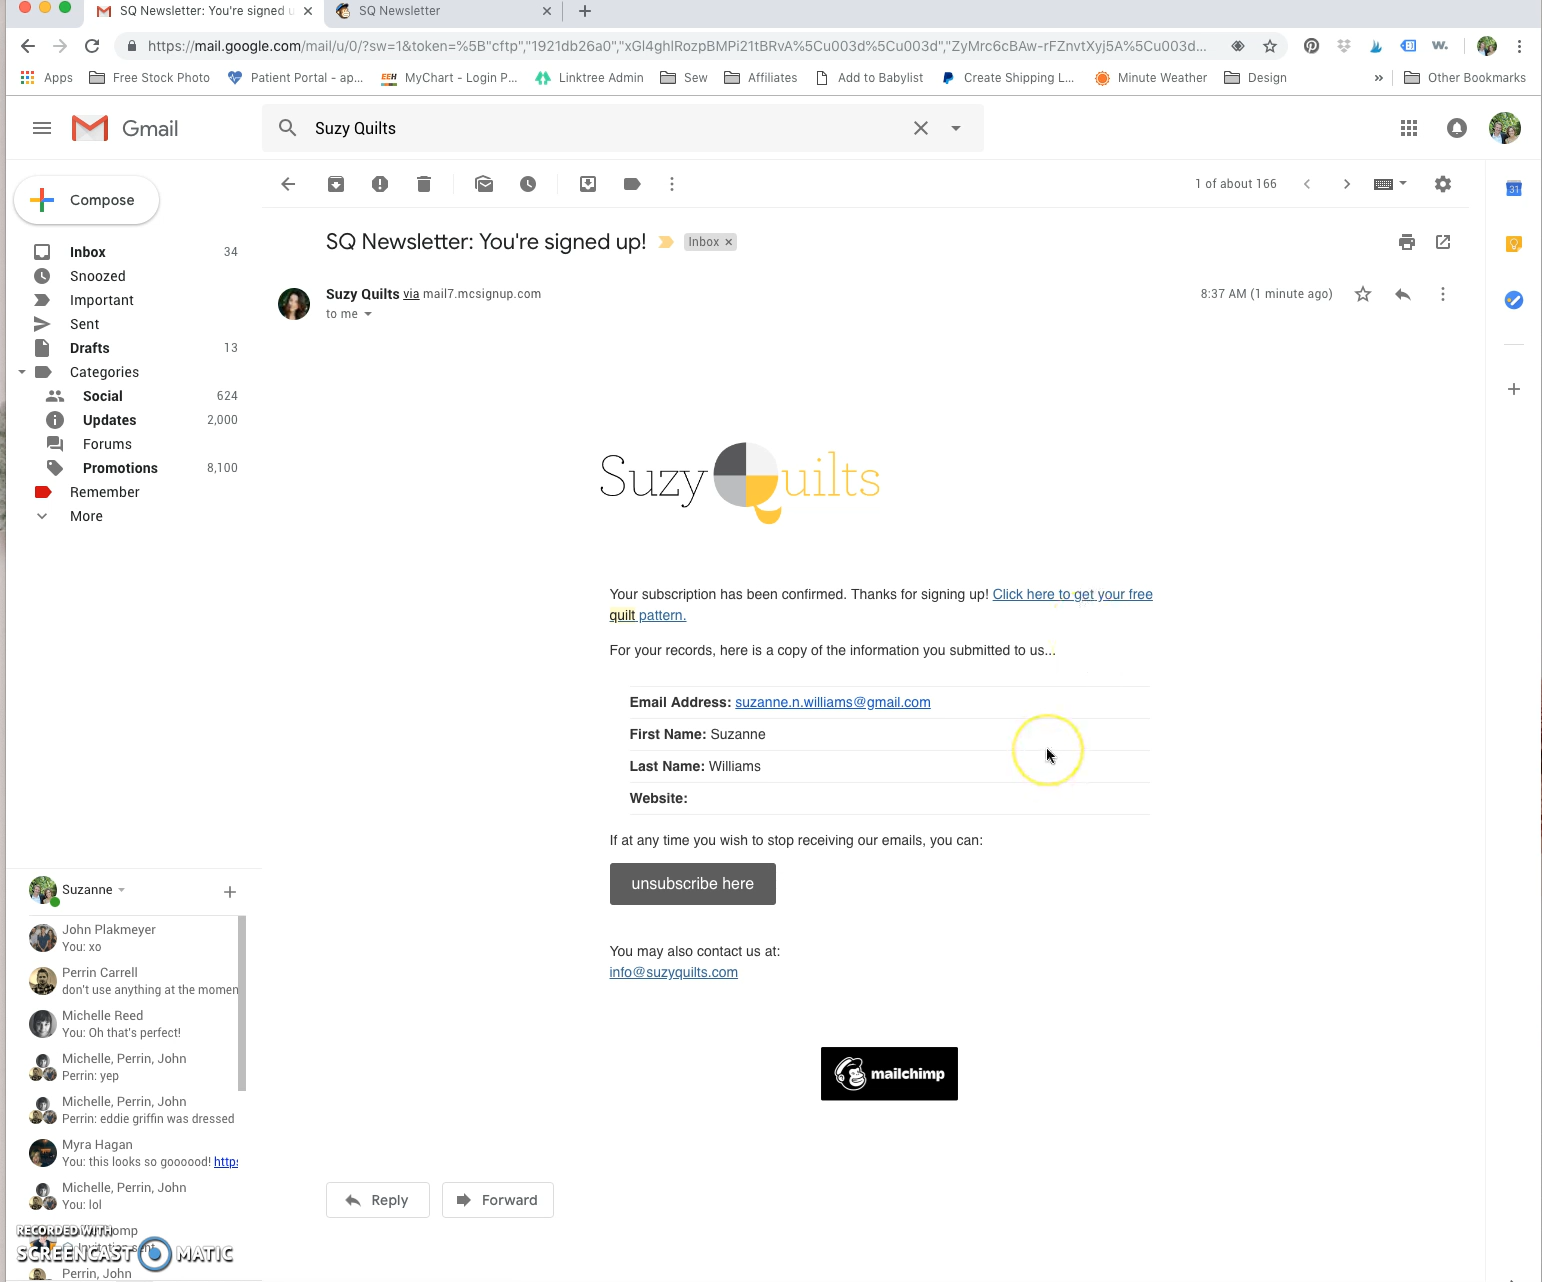 SQ Newsletter: You're signed u
SQ Newsletter
https://mail.google.com/mail/u/0/?sw=1&token=%5B"cftp","1921db26a0","xGl4ghlRozpBMPi21tBRvA%5Cu003d%5Cu003d","ZyMrc6cBAw-rFZnvtXyj5A%5Cu003d...
w.
Apps
Free Stock Photo
Patient Portal - ap...
EEH MyChart - Login P...
Linktree Admin
Sew
Affiliates
Add to Babylist
Create Shipping L...
Minute Weather
Design
»
Other Bookmarks
Gmail
Suzy Quilts
Compose
1 of about 166
31
SQ Newsletter: You're signed up!
Inbox ×
Inbox 34
Snoozed
Important
Sent
Drafts 13
Categories
Social 624
Updates 2,000
Forums
Promotions 8,100
Remember
More
Suzy Quilts via mail7.mcsignup.com
8:37 AM (1 minute ago)
to me
Suzy Quilts
Your subscription has been confirmed. Thanks for signing up! Click here to get your free
quilt pattern.
For your records, here is a copy of the information you submitted to us...
Email Address: suzanne.n.williams@gmail.com
First Name: Suzanne
Last Name: Williams
Website:
If at any time you wish to stop receiving our emails, you can:
unsubscribe here
You may also contact us at:
info@suzyquilts.com
mailchimp
Reply
Forward
Suzanne
John Plakmeyer
You: xo
Perrin Carrell
don't use anything at the momen
Michelle Reed
You: Oh that's perfect!
Michelle, Perrin, John
Perrin: yep
Michelle, Perrin, John
Perrin: eddie griffin was dressed
Myra Hagan
You: this looks so goooood! https
Michelle, Perrin, John
You: lol
RECORDED WITH
SCREENCAST MATIC
Perrin, John